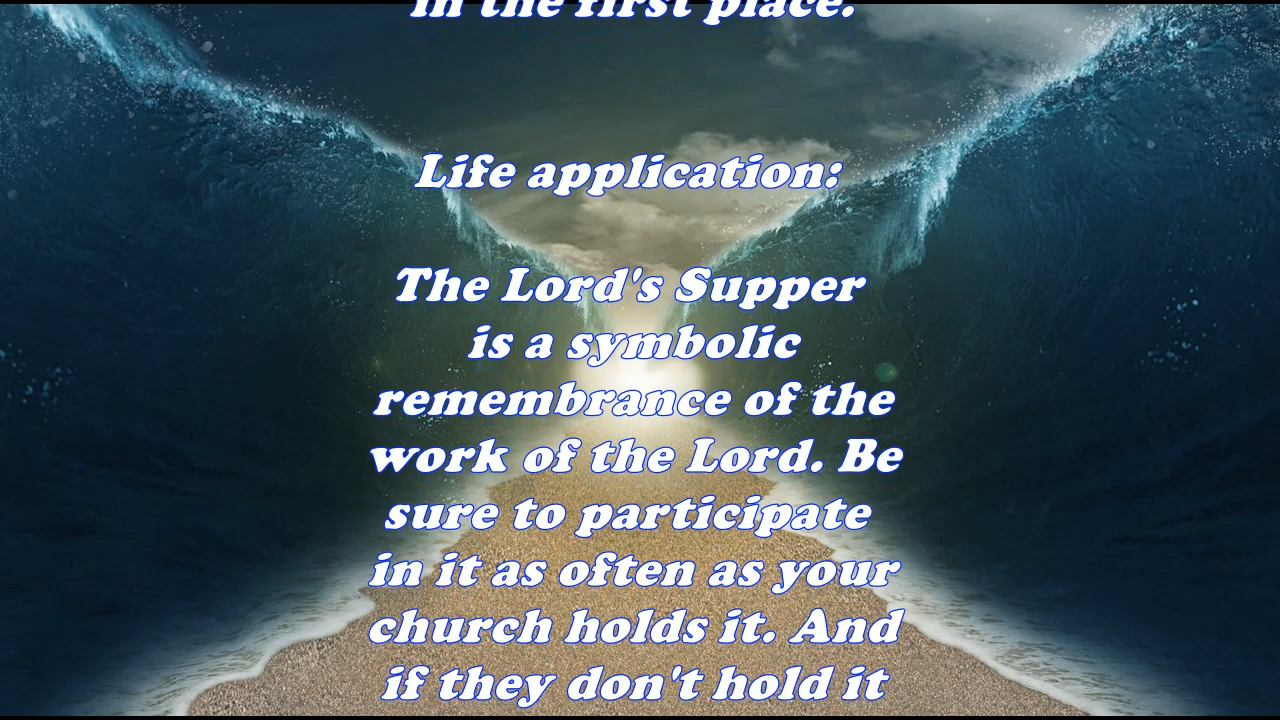 in the first place.
Life application:
The Lord's Supper
is a symbolic
remembrance of the
work of the Lord. Be
sure to participate
in it as often as your
church holds it. And
if they don't hold it